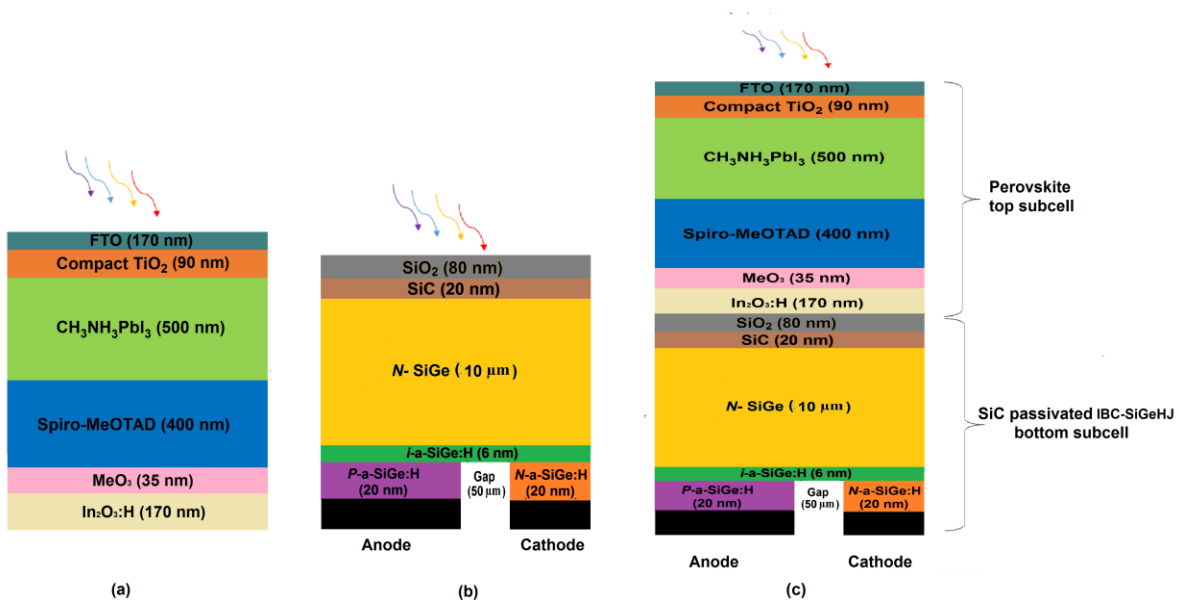 FTO (170 nm)
Compact TiO₂ (90 nm)
CH₃NH₃PbI₃ (500 nm)
Spiro-MeOTAD (400 nm)
MeO₃ (35 nm)
In₂O₃:H (170 nm)
(a)
SiO₂ (80 nm)
SiC (20 nm)
N- SiGe ( 10 μm)
i-a-SiGe:H (6 nm)
P-a-SiGe:H
(20 nm)
Gap
(50 μm)
N-a-SiGe:H
(20 nm)
Anode
Cathode
(b)
FTO (170 nm)
Compact TiO₂ (90 nm)
CH₃NH₃PbI₃ (500 nm)
Spiro-MeOTAD (400 nm)
MeO₃ (35 nm)
In₂O₃:H (170 nm)
SiO₂ (80 nm)
SiC (20 nm)
N- SiGe ( 10 μm)
i-a-SiGe:H (6 nm)
P-a-SiGe:H
(20 nm)
Gap
(50 μm)
N-a-SiGe:H
(20 nm)
Anode
Cathode
(c)
Perovskite
top subcell
SiC passivated IBC-SiGeHJ
bottom subcell